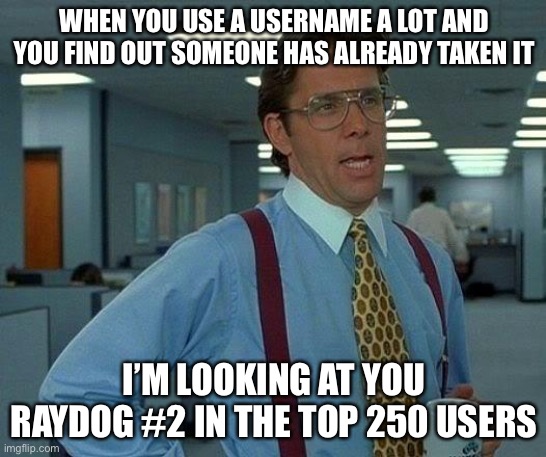 WHEN YOU USE A USERNAME A LOT AND
YOU FIND OUT SOMEONE HAS ALREADY TAKEN IT
I'M LOOKING AT YOU
RAYDOG #2 IN THE TOP 250 USERS
imgflip.com